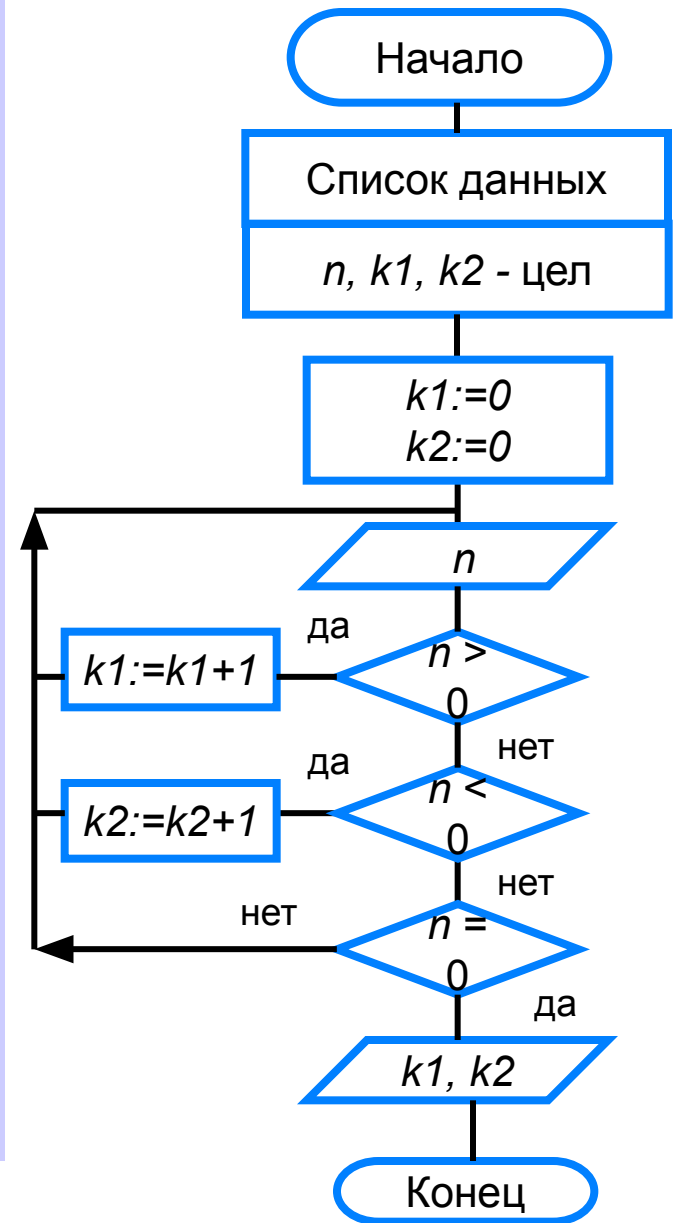 Начало
Список данных
n, k1, k2 - цел
k1:=0
k2:=0
n
да
k1:=k1+1
n >
0
нет
да
k2:=k2+1
n <
0
нет
нет
n =
0
да
k1, k2
Конец